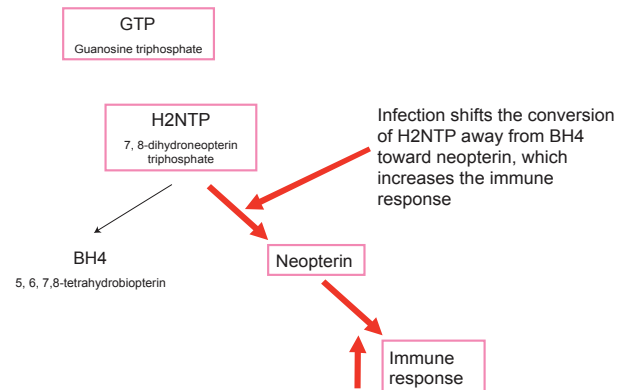 GTP
Guanosine triphosphate
H2NTP
7, 8-dihydroneopterin
triphosphate
Infection shifts the conversion
of H2NTP away from BH4
toward neopterin, which
increases the immune
response
BH4
5, 6, 7,8-tetrahydrobiopterin
Neopterin
Immune
response